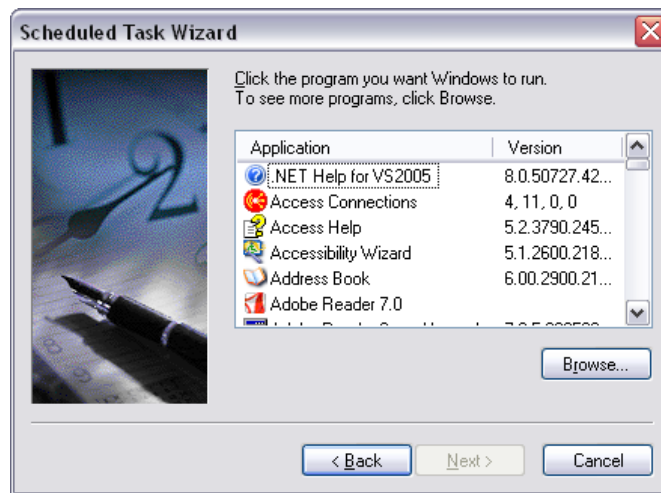 Scheduled Task Wizard
Click the program you want Windows to run.
To see more programs, click Browse.
Application Version
.NET Help for VS2005 8.0.50727.42...
Access Connections 4, 11, 0, 0
Access Help 5.2.3790.245...
Accessibility Wizard 5.1.2600.218...
Address Book 6.00.2900.21...
Adobe Reader 7.0
Browse...
< Back Next > Cancel